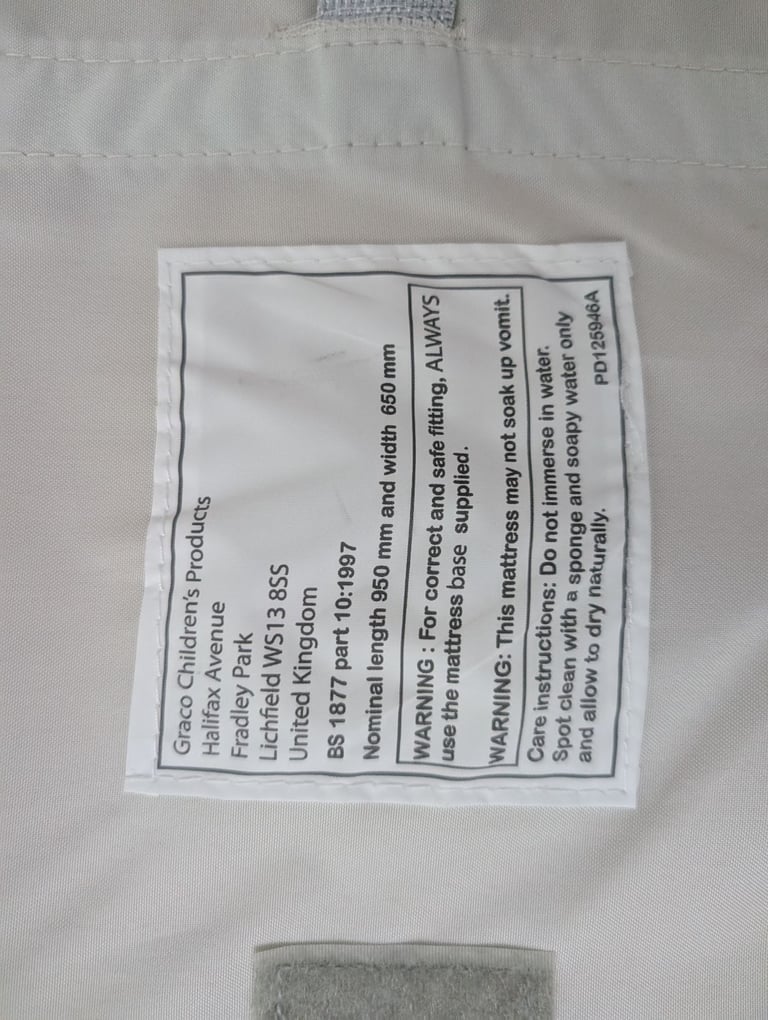 Graco Children's Products
Halifax Avenue
Fradley Park
Lichfield WS13 8SS
United Kingdom
BS 1877 part 10:1997
Nominal length 950 mm and width 650 mm
WARNING : For correct and safe fitting, ALWAYS
use the mattress base supplied.
WARNING: This mattress may not soak up vomit.
Care instructions: Do not immerse in water.
Spot clean with a sponge and soapy water only
and allow to dry naturally.
PD125946A